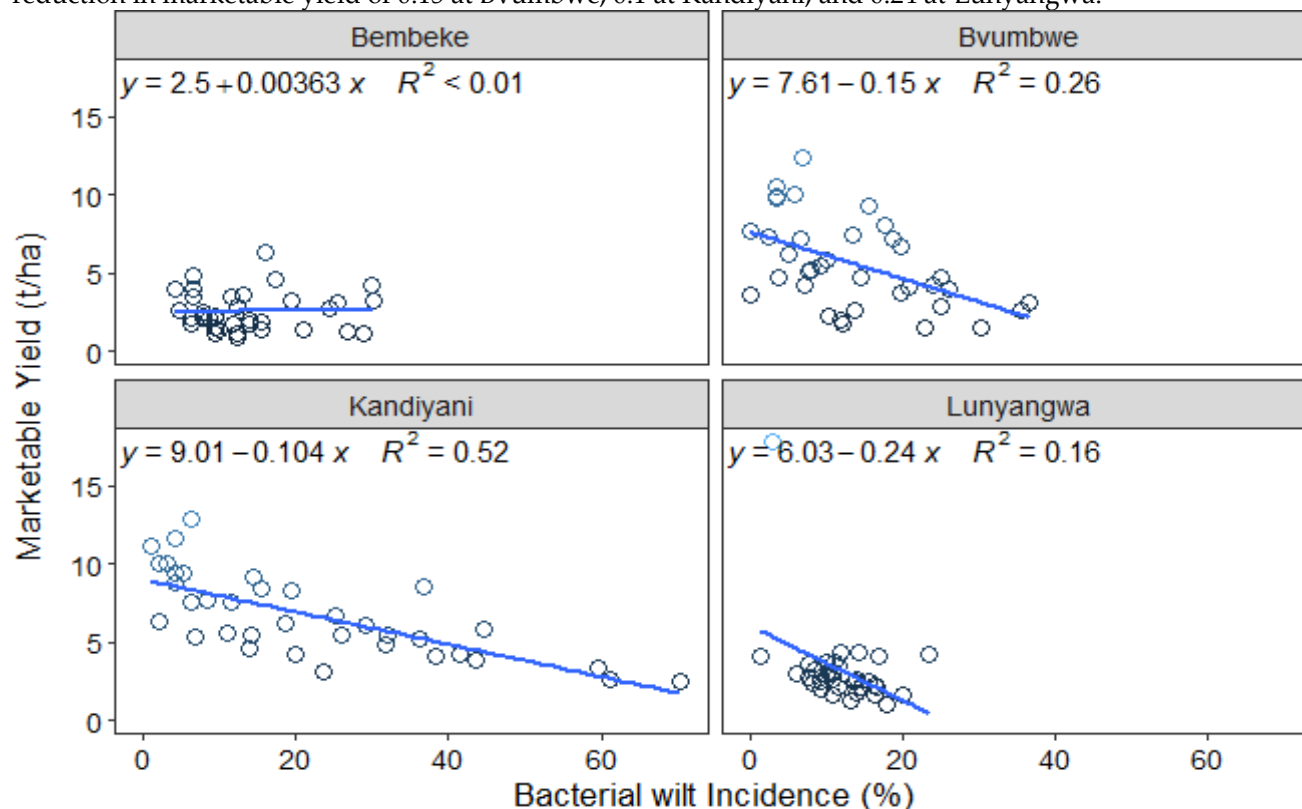 reduction in marketable yield of 0.15 at Bvumbwe, 0.1 at Kandiyani, and 0.24 at Lunyangwa.
Bembeke
Bvumbwe
y = 2.5+0.00363 x R² < 0.01
y = 7.61−0.15 x R² = 0.26
15
10
5
0
Kandiyani
Lunyangwa
y = 9.01−0.104 x R² = 0.52
y = 6.03−0.24 x R² = 0.16
15
10
5
0
Marketable Yield (t/ha)
0 20 40 60 0 20 40 60
Bacterial wilt Incidence (%)